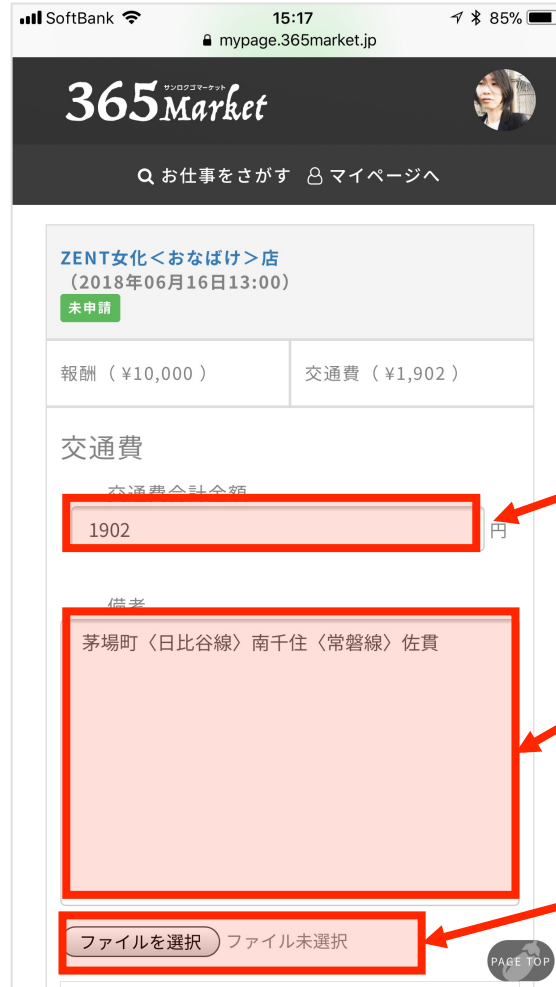 SoftBank 15:17 85%
mypage.365market.jp
サンロクゴマーケット
365Market
お仕事をさがす マイページへ
ZENT女化＜おなばけ＞店
（2018年06月16日13:00）
未申請
報酬（ ¥10,000 ） 交通費（ ¥1,902 ）
交通費
交通費合計金額
1902 円
備考
茅場町〈日比谷線〉南千住〈常磐線〉佐貫
ファイルを選択 ファイル未選択
PAGE TOP